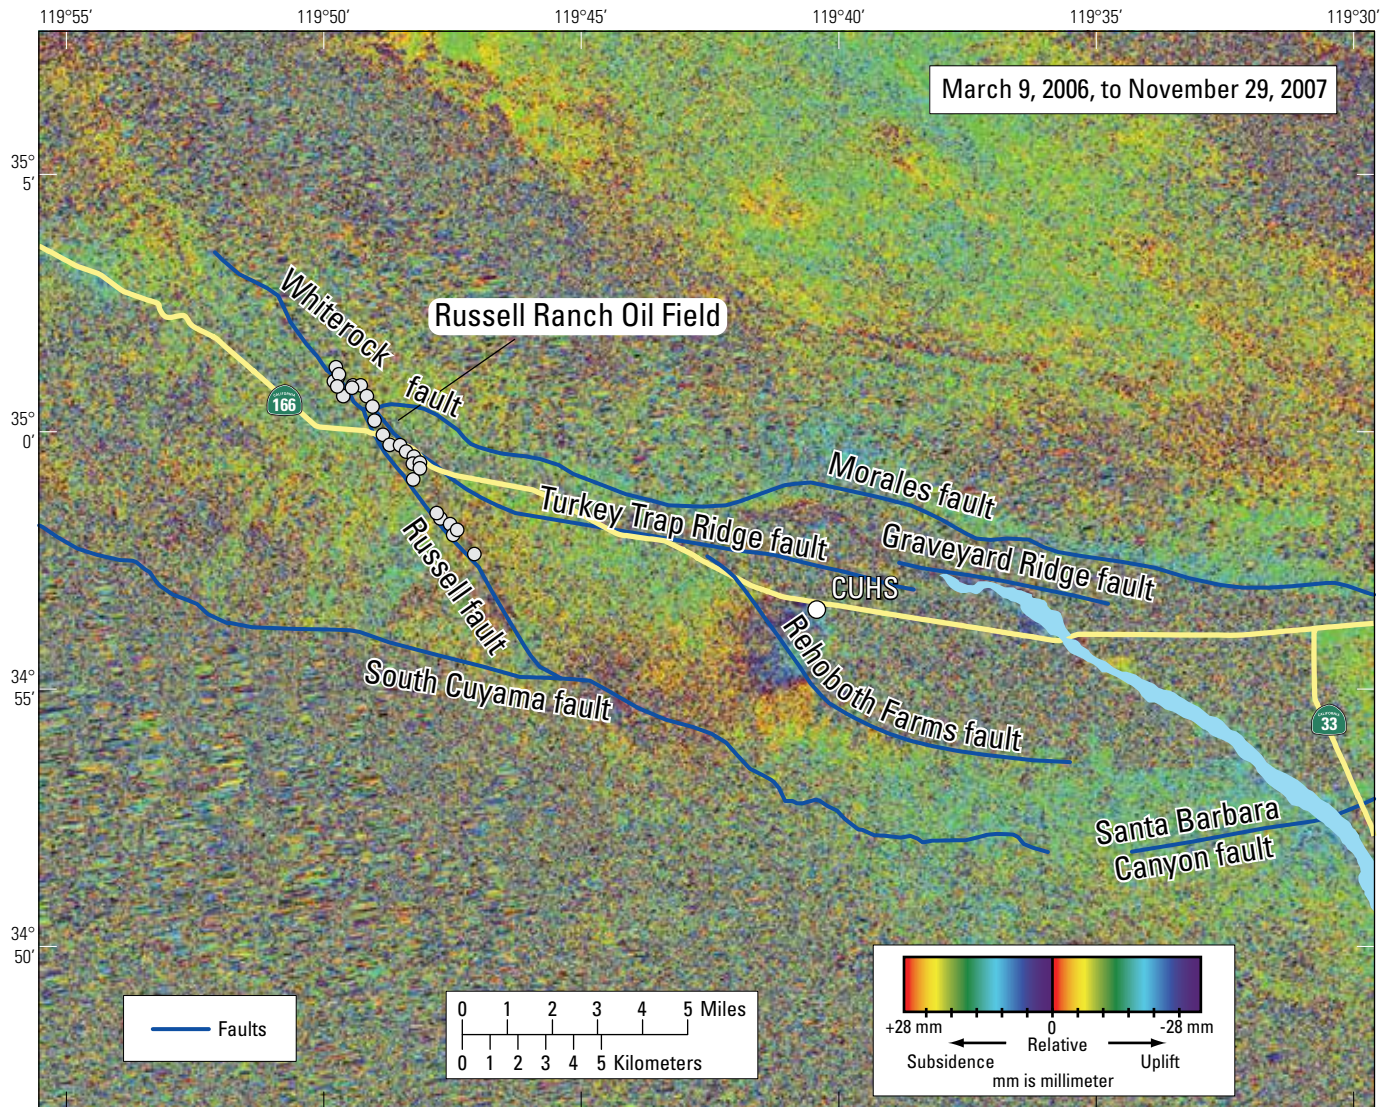 119°55’ 119°50’ 119°45’ 119°40’ 119°35’ 119°30’
March 9, 2006, to November 29, 2007
35°
5’
Whiterock
fault
Russell Ranch Oil Field
CALIFORNIA
166
35°
0’
Morales fault
Turkey Trap Ridge fault
Graveyard Ridge fault
CUHS
Russell fault
Rehoboth Farms fault
South Cuyama fault
34°
55’
CALIFORNIA
33
Santa Barbara
Canyon fault
34°
50’
Faults
0 1 2 3 4 5 Miles
0 1 2 3 4 5 Kilometers
+28 mm 0 -28 mm
Relative
Subsidence Uplift
mm is millimeter